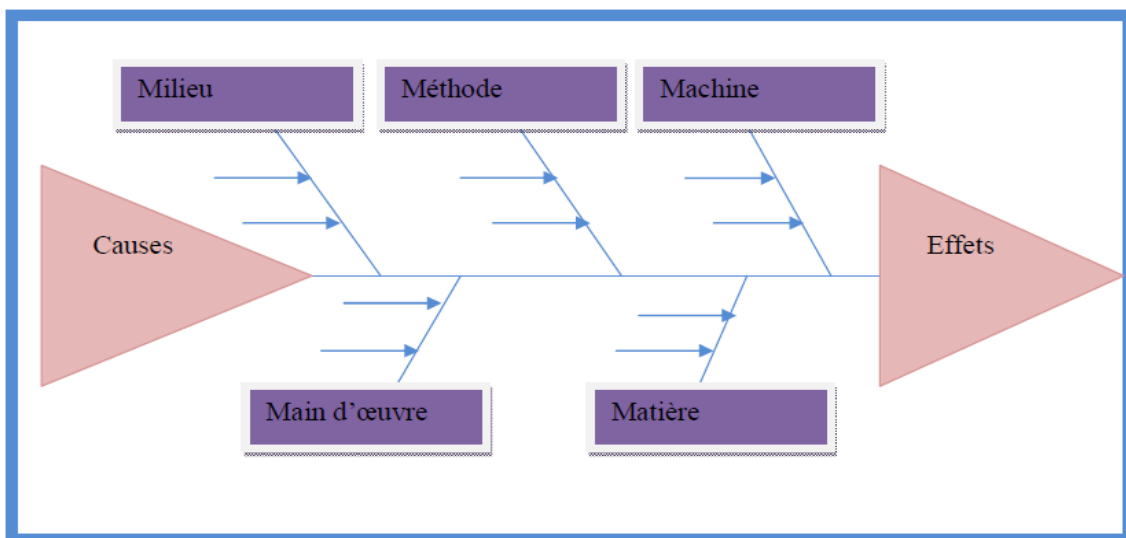 Milieu
Méthode
Machine
Causes
Effets
Main d’œuvre
Matière